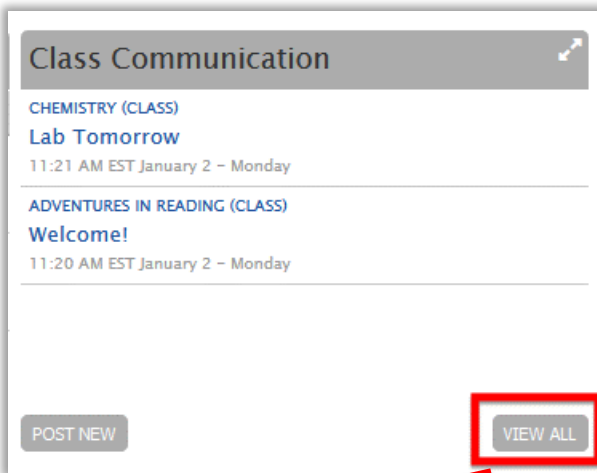 Class Communication
CHEMISTRY (CLASS)
Lab Tomorrow
11:21 AM EST January 2 – Monday
ADVENTURES IN READING (CLASS)
Welcome!
11:20 AM EST January 2 – Monday
POST NEW
VIEW ALL